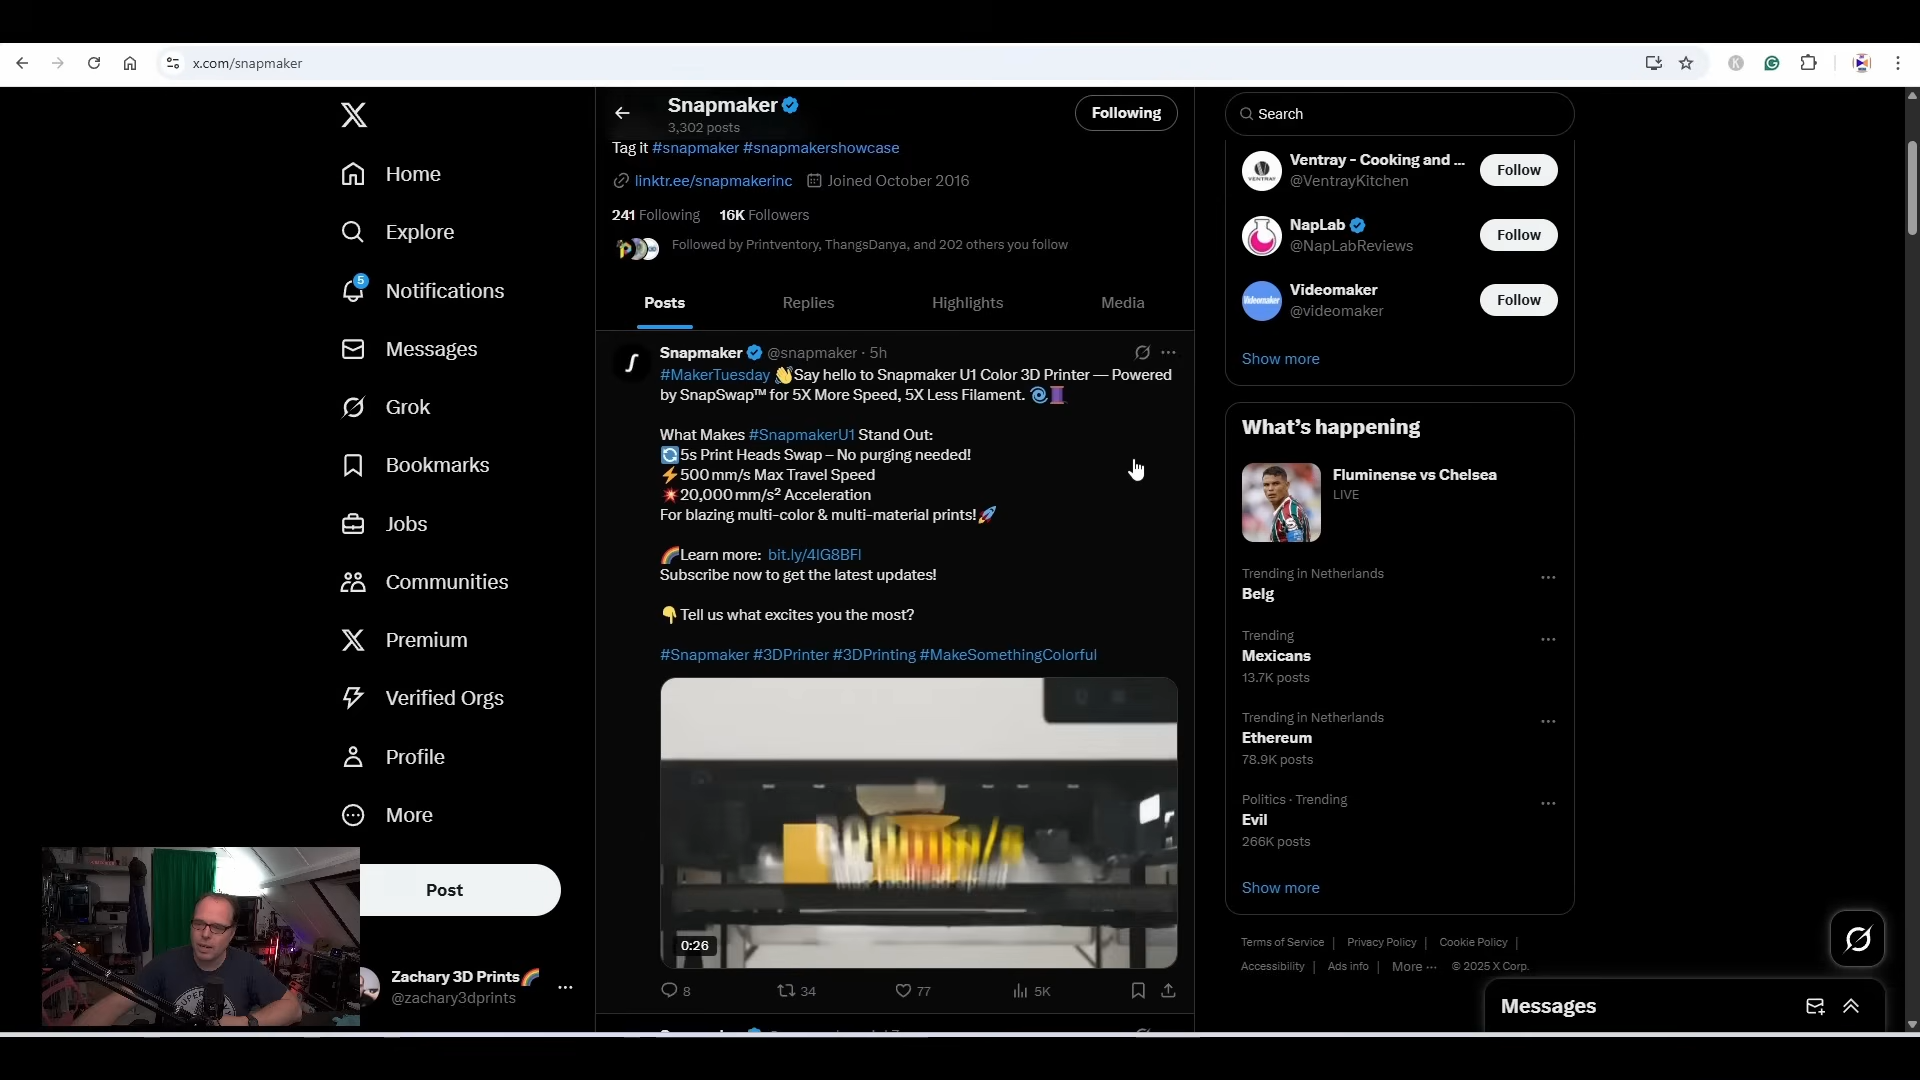 x.com/snapmaker
Home
Explore
5
Notifications
Messages
Grok
Bookmarks
Jobs
Communities
Premium
Verified Orgs
Profile
More
Post
Zachary 3D Prints🌈
@zachary3dprints
Snapmaker
3,302 posts
Following
Tag it #snapmaker #snapmakershowcase
linktr.ee/snapmakerinc Joined October 2016
241 Following 16K Followers
Followed by Printventory, ThangsDanya, and 202 others you follow
Posts Replies Highlights Media
Snapmaker @snapmaker · 5h
#MakerTuesday 👋Say hello to Snapmaker U1 Color 3D Printer — Powered
by SnapSwap™ for 5X More Speed, 5X Less Filament. 🌀🧵
What Makes #SnapmakerU1 Stand Out:
🔄5s Print Heads Swap – No purging needed!
⚡500 mm/s Max Travel Speed
💥20,000 mm/s² Acceleration
For blazing multi-color & multi-material prints!🚀
🌈Learn more: bit.ly/4lG8BFl
Subscribe now to get the latest updates!
👇Tell us what excites you the most?
#Snapmaker #3DPrinter #3DPrinting #MakeSomethingColorful
0:26
8 34 77 5K
Search
Ventray - Cooking and ...
@VentrayKitchen
Follow
NapLab
@NapLabReviews
Follow
Videomaker
@videomaker
Follow
Show more
What's happening
Fluminense vs Chelsea
LIVE
Trending in Netherlands
Belg
Trending
Mexicans
13.7K posts
Trending in Netherlands
Ethereum
78.9K posts
Politics · Trending
Evil
266K posts
Show more
Terms of Service | Privacy Policy | Cookie Policy |
Accessibility | Ads info | More ··· © 2025 X Corp.
Messages